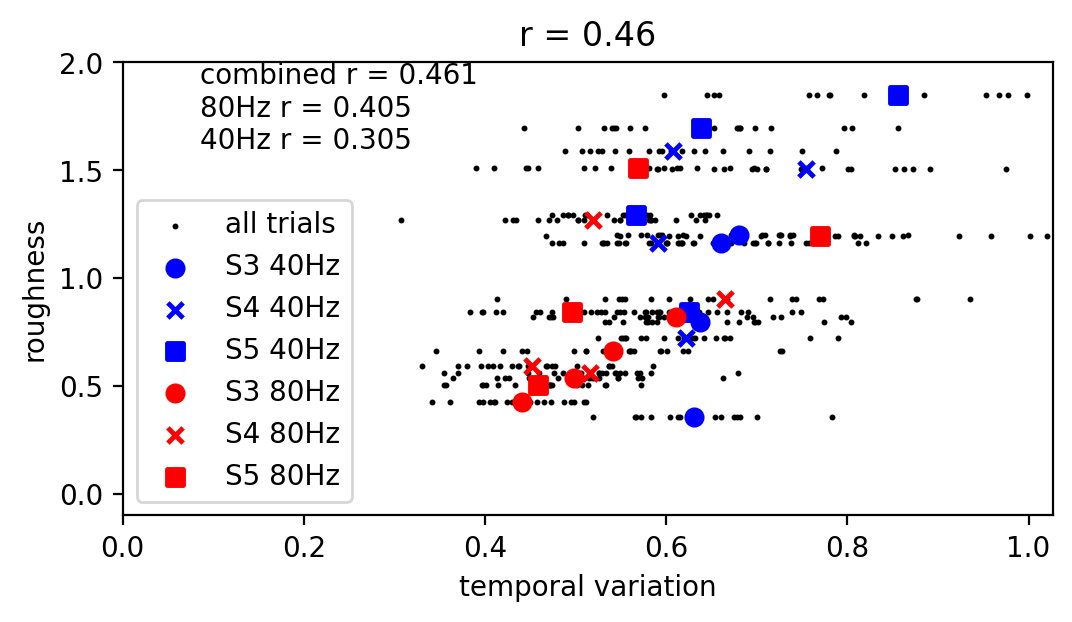 r = 0.46
combined r = 0.461
80Hz r = 0.405
40Hz r = 0.305
all trials
S3 40Hz
S4 40Hz
S5 40Hz
S3 80Hz
S4 80Hz
S5 80Hz
roughness
2.0
1.5
1.0
0.5
0.0
0.0 0.2 0.4 0.6 0.8 1.0
temporal variation